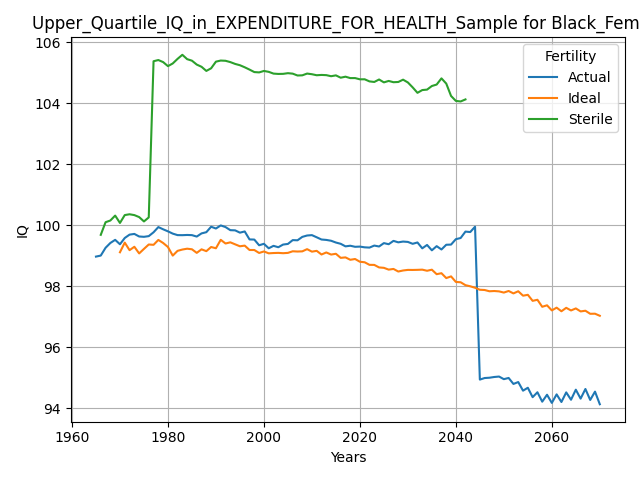 Upper_Quartile_IQ_in_EXPENDITURE_FOR_HEALTH_Sample for Black_Fem
106
104
102
100
98
96
94
IQ
Fertility
Actual
Ideal
Sterile
1960 1980 2000 2020 2040 2060
Years